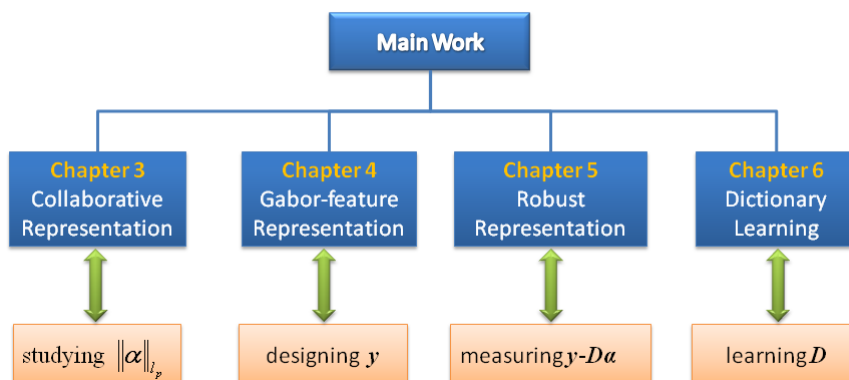 Main Work
Chapter 3
Collaborative
Representation
Chapter 4
Gabor-feature
Representation
Chapter 5
Robust
Representation
Chapter 6
Dictionary
Learning
studying ‖α‖_{l_p}
designing y
measuring y-Dα
learning D